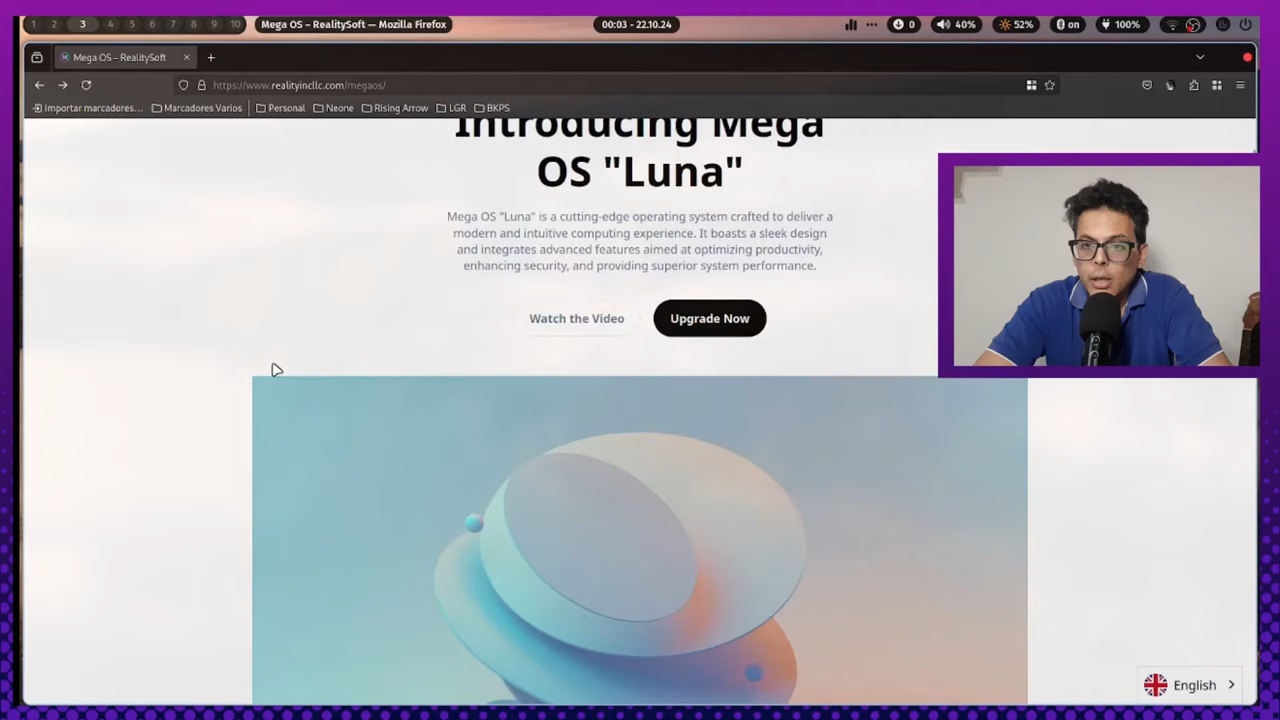 1 2 3 4 5 6 7 8 9 10
Mega OS – RealitySoft — Mozilla Firefox
00:03 - 22.10.24
0
40%
52%
on
100%
Mega OS – RealitySoft
https://www.realityincllc.com/megaos/
Importar marcadores...
Marcadores Varios
Personal
Neone
Rising Arrow
LGR
BKPS
Introducing Mega
OS "Luna"
Mega OS "Luna" is a cutting-edge operating system crafted to deliver a
modern and intuitive computing experience. It boasts a sleek design
and integrates advanced features aimed at optimizing productivity,
enhancing security, and providing superior system performance.
Watch the Video
Upgrade Now
English